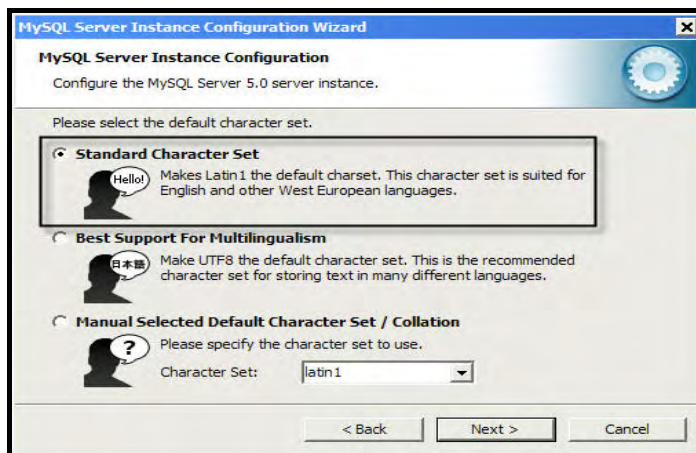 MySQL Server Instance Configuration Wizard
MySQL Server Instance Configuration
Configure the MySQL Server 5.0 server instance.
Please select the default character set.
Standard Character Set
Hello!
Makes Latin1 the default charset. This character set is suited for
English and other West European languages.
Best Support For Multilingualism
日本語
Make UTF8 the default character set. This is the recommended
character set for storing text in many different languages.
Manual Selected Default Character Set / Collation
?
Please specify the character set to use.
Character Set: latin1
< Back Next > Cancel